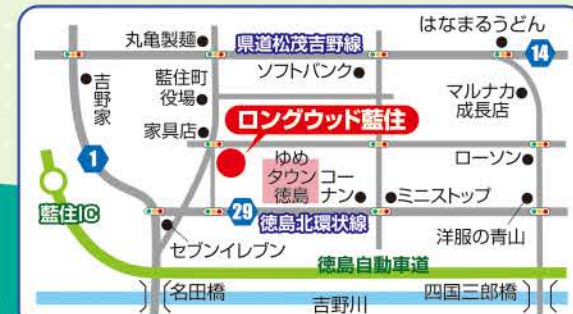 はなまるうどん
丸亀製麺
県道松茂吉野線
14
ソフトバンク
吉野家
藍住町
役場
マルナカ
成長店
家具店
ロングウッド藍住
1
ゆめ
タウン
徳島
コー
ナン
ローソン
ミニストップ
藍住IC
29
徳島北環状線
セブンイレブン
洋服の青山
徳島自動車道
名田橋
吉野川
四国三郎橋